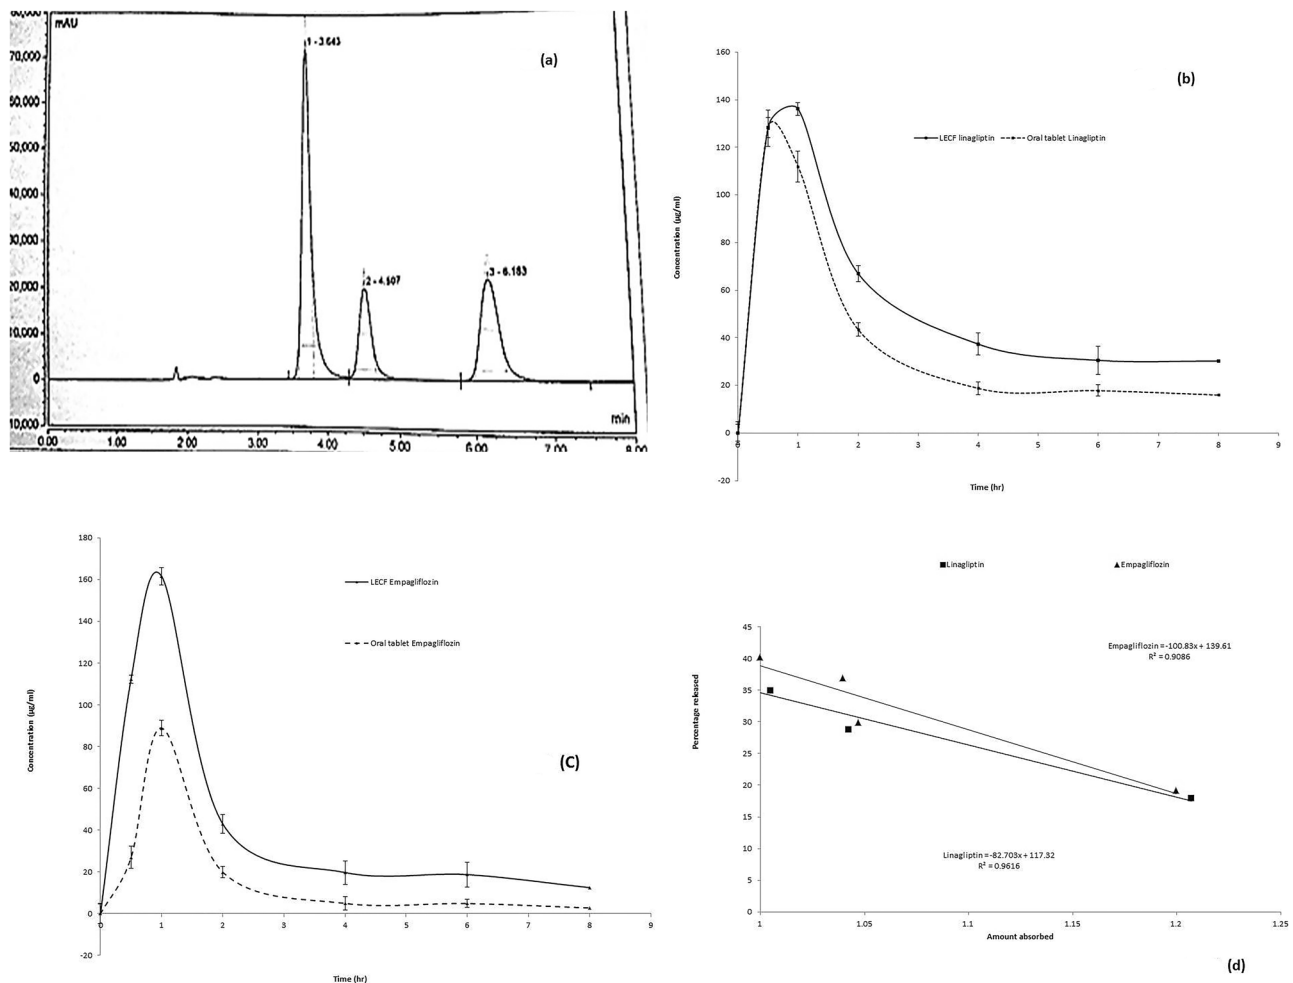 mAU
70,000
20,000
0
1 - 3.643
2 - 4.507
3 - 6.183
min
0.00
1.00
2.00
3.00
4.00
5.00
6.00
8.00
(a)
(b)
LECF linagliptin
Oral tablet Linagliptin
Concentration (µg/ml)
160
140
120
100
80
60
40
20
0
-20
0
1
2
3
4
5
6
7
8
9
Time (hr)
180
160
140
120
100
80
60
40
20
0
-20
LECF Empagliflozin
Oral tablet Empagliflozin
Concentration (µg/ml)
(C)
0
1
2
3
4
5
6
7
8
9
Time (hr)
Linagliptin
Empagliflozin
45
40
35
30
25
20
15
10
5
0
Percentage released
Empagliflozin =-100.83x + 139.61
R² = 0.9086
Linagliptin =-82.703x + 117.32
R² = 0.9616
1
1.05
1.1
1.15
1.2
1.25
Amount absorbed
(d)